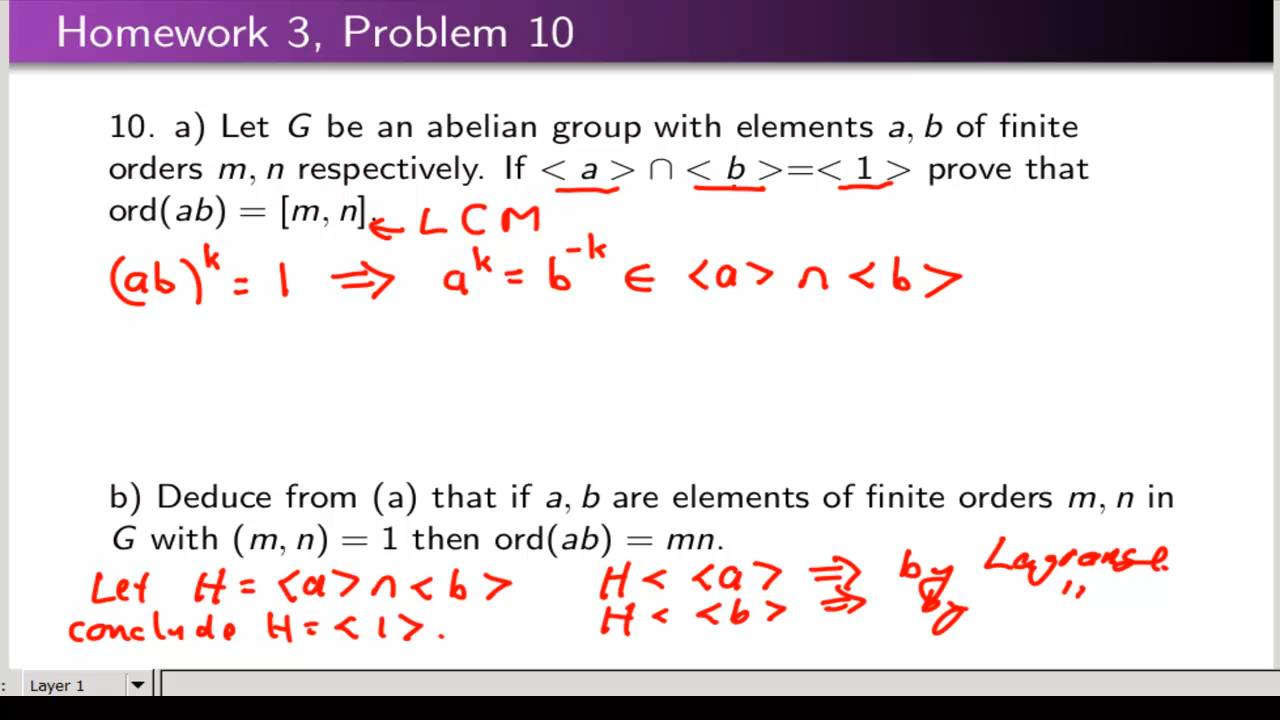 Homework 3, Problem 10
10. a) Let G be an abelian group with elements a, b of finite
orders m, n respectively. If < a > ∩ < b >=< 1 > prove that
ord(ab) = [m, n]. ← L C M
(ab)^k = 1 ⇒ a^k = b^-k ∈ <a> ∩ <b>
b) Deduce from (a) that if a, b are elements of finite orders m, n in
G with (m, n) = 1 then ord(ab) = mn.
Let H = <a> ∩ <b> H < <a> ⇒ by Lagrange
conclude H = <1>. H < <b> ⇒ by "
: Layer 1